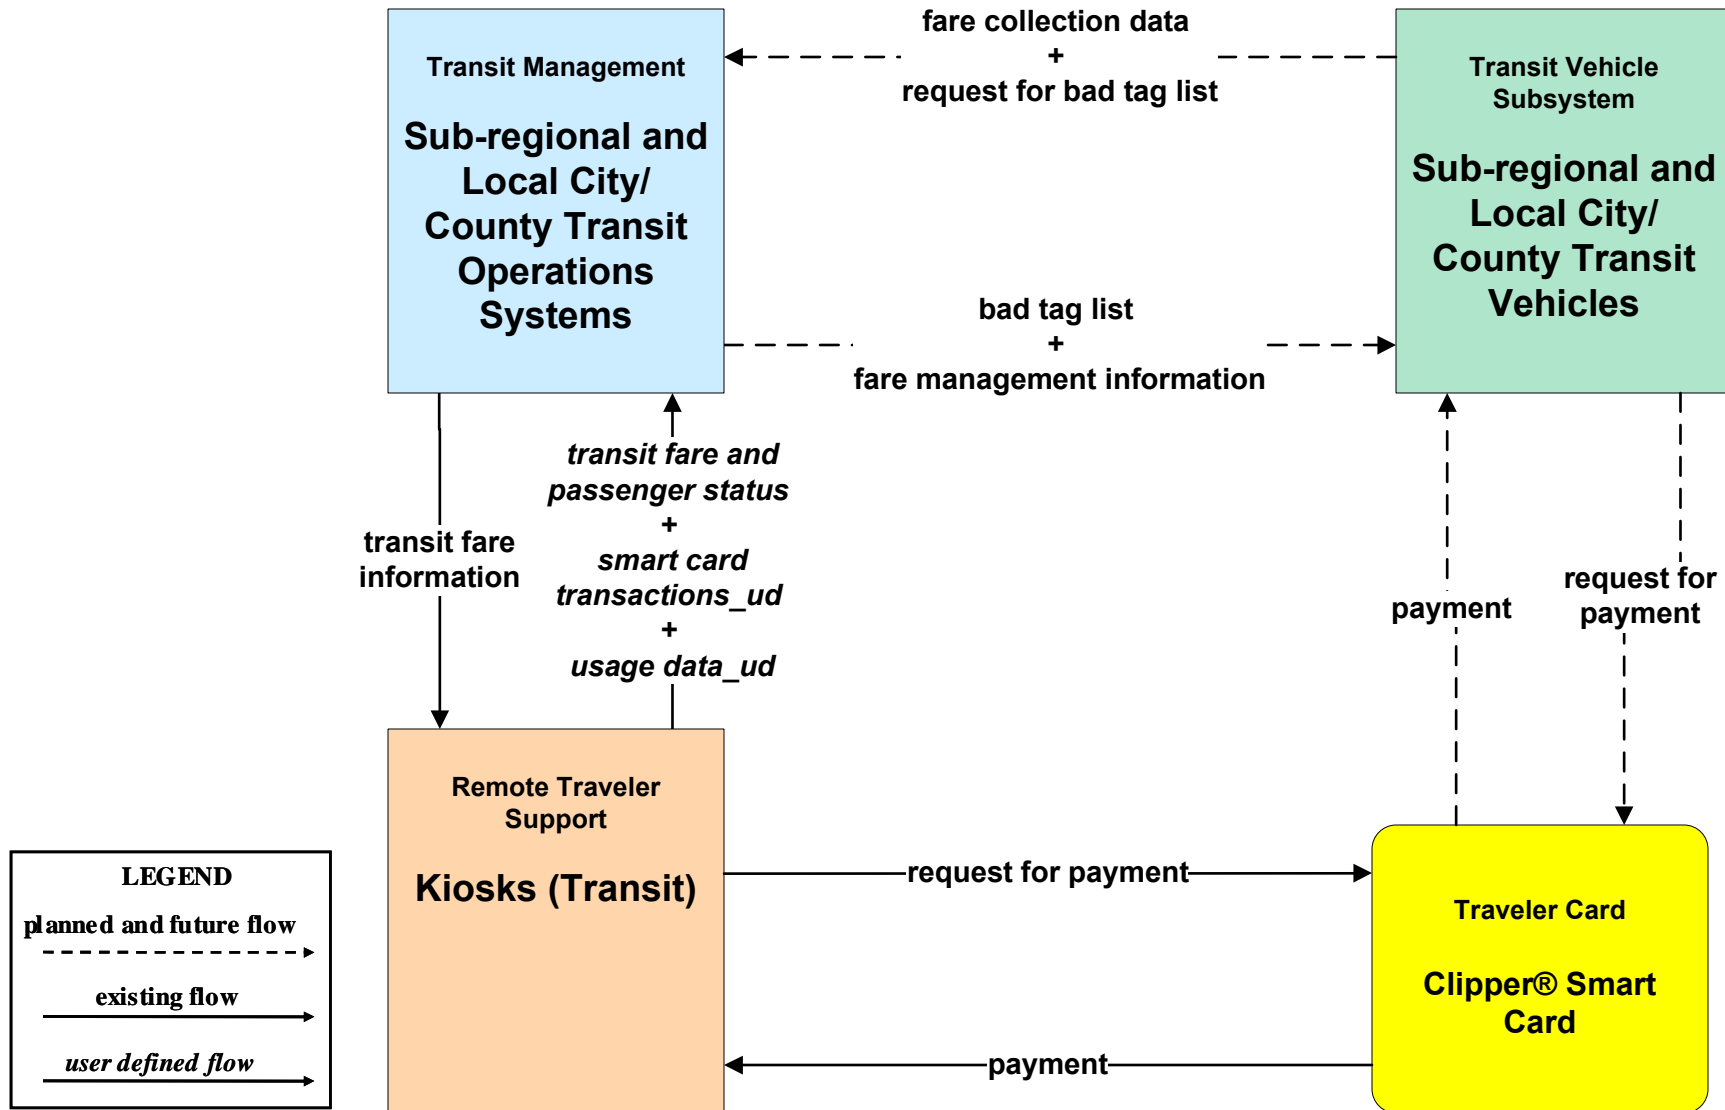 Transit Management
Sub-regional and
Local City/
County Transit
Operations
Systems
fare collection data
+
request for bad tag list
Transit Vehicle
Subsystem
Sub-regional and
Local City/
County Transit
Vehicles
bad tag list
+
fare management information
transit fare
information
transit fare and
passenger status
+
smart card
transactions_ud
+
usage data_ud
payment
request for
payment
Remote Traveler
Support
Kiosks (Transit)
request for payment
payment
Traveler Card
Clipper® Smart
Card
LEGEND
planned and future flow
existing flow
user defined flow